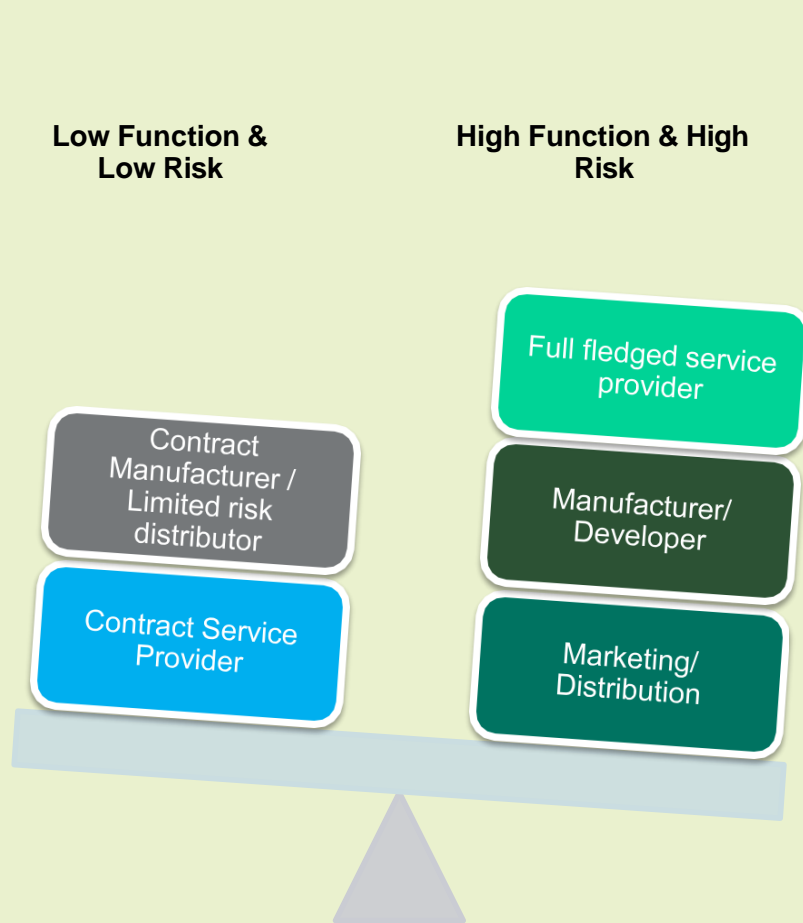 Low Function &
Low Risk
High Function & High
Risk
Contract
Manufacturer /
Limited risk
distributor
Contract Service
Provider
Full fledged service
provider
Manufacturer/
Developer
Marketing/
Distribution